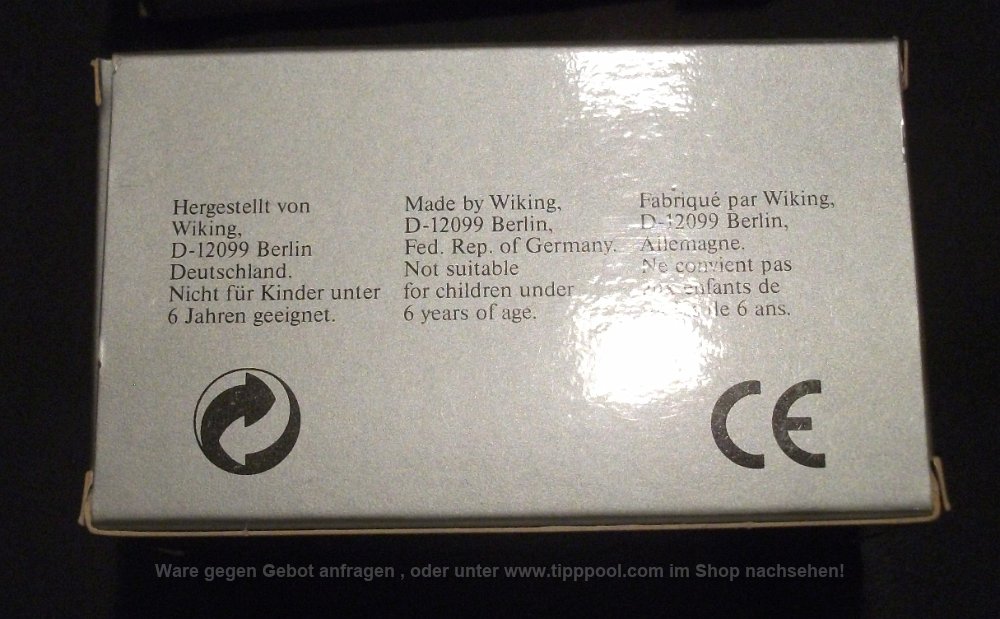 Hergestellt von
Wiking,
D-12099 Berlin
Deutschland.
Nicht für Kinder unter
6 Jahren geeignet.
Made by Wiking,
D-12099 Berlin,
Fed. Rep. of Germany.
Not suitable
for children under
6 years of age.
Fabriqué par Wiking,
D-12099 Berlin,
Allemagne.
Ne convient pas
enfants de
6 ans.
CE
Ware gegen Gebot anfragen , oder unter www.tipppool.com im Shop nachsehen!